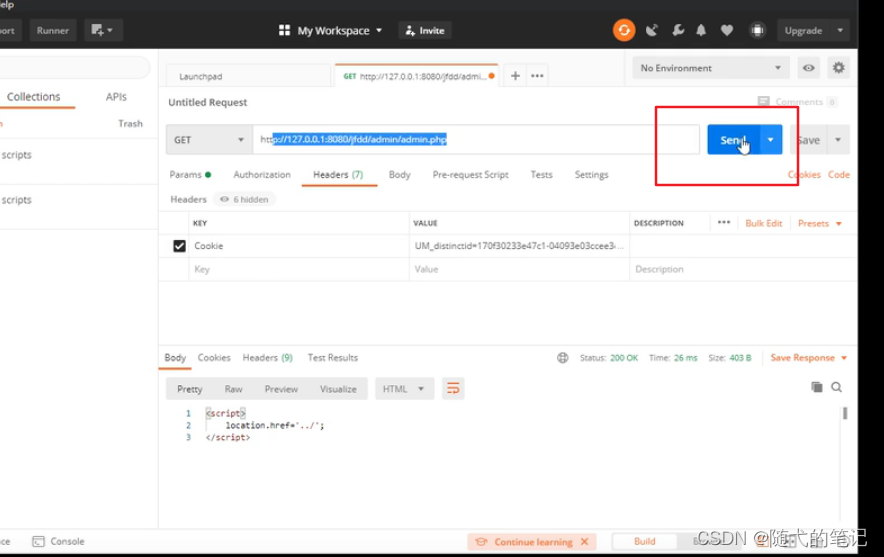 elp
ort Runner My Workspace Invite Upgrade
Launchpad GET http://127.0.0.1:8080/jfdd/admi... No Environment
Collections APIs
Untitled Request Comments 0
Trash
GET http://127.0.0.1:8080/jfdd/admin/admin.php Send Save
scripts
Params Authorization Headers (7) Body Pre-request Script Tests Settings Cookies Code
scripts
Headers 6 hidden
KEY VALUE DESCRIPTION ••• Bulk Edit Presets
Cookie UM_distinctid=170f30233e47c1-04093e03ccee3
Key Value Description
Body Cookies Headers (9) Test Results Status: 200 OK Time: 26 ms Size: 403 B Save Response
Pretty Raw Preview Visualize HTML
1 <script>
2 location.href='../';
3 </script>
ce Console Continue learning Build
CSDN @随弋的笔记